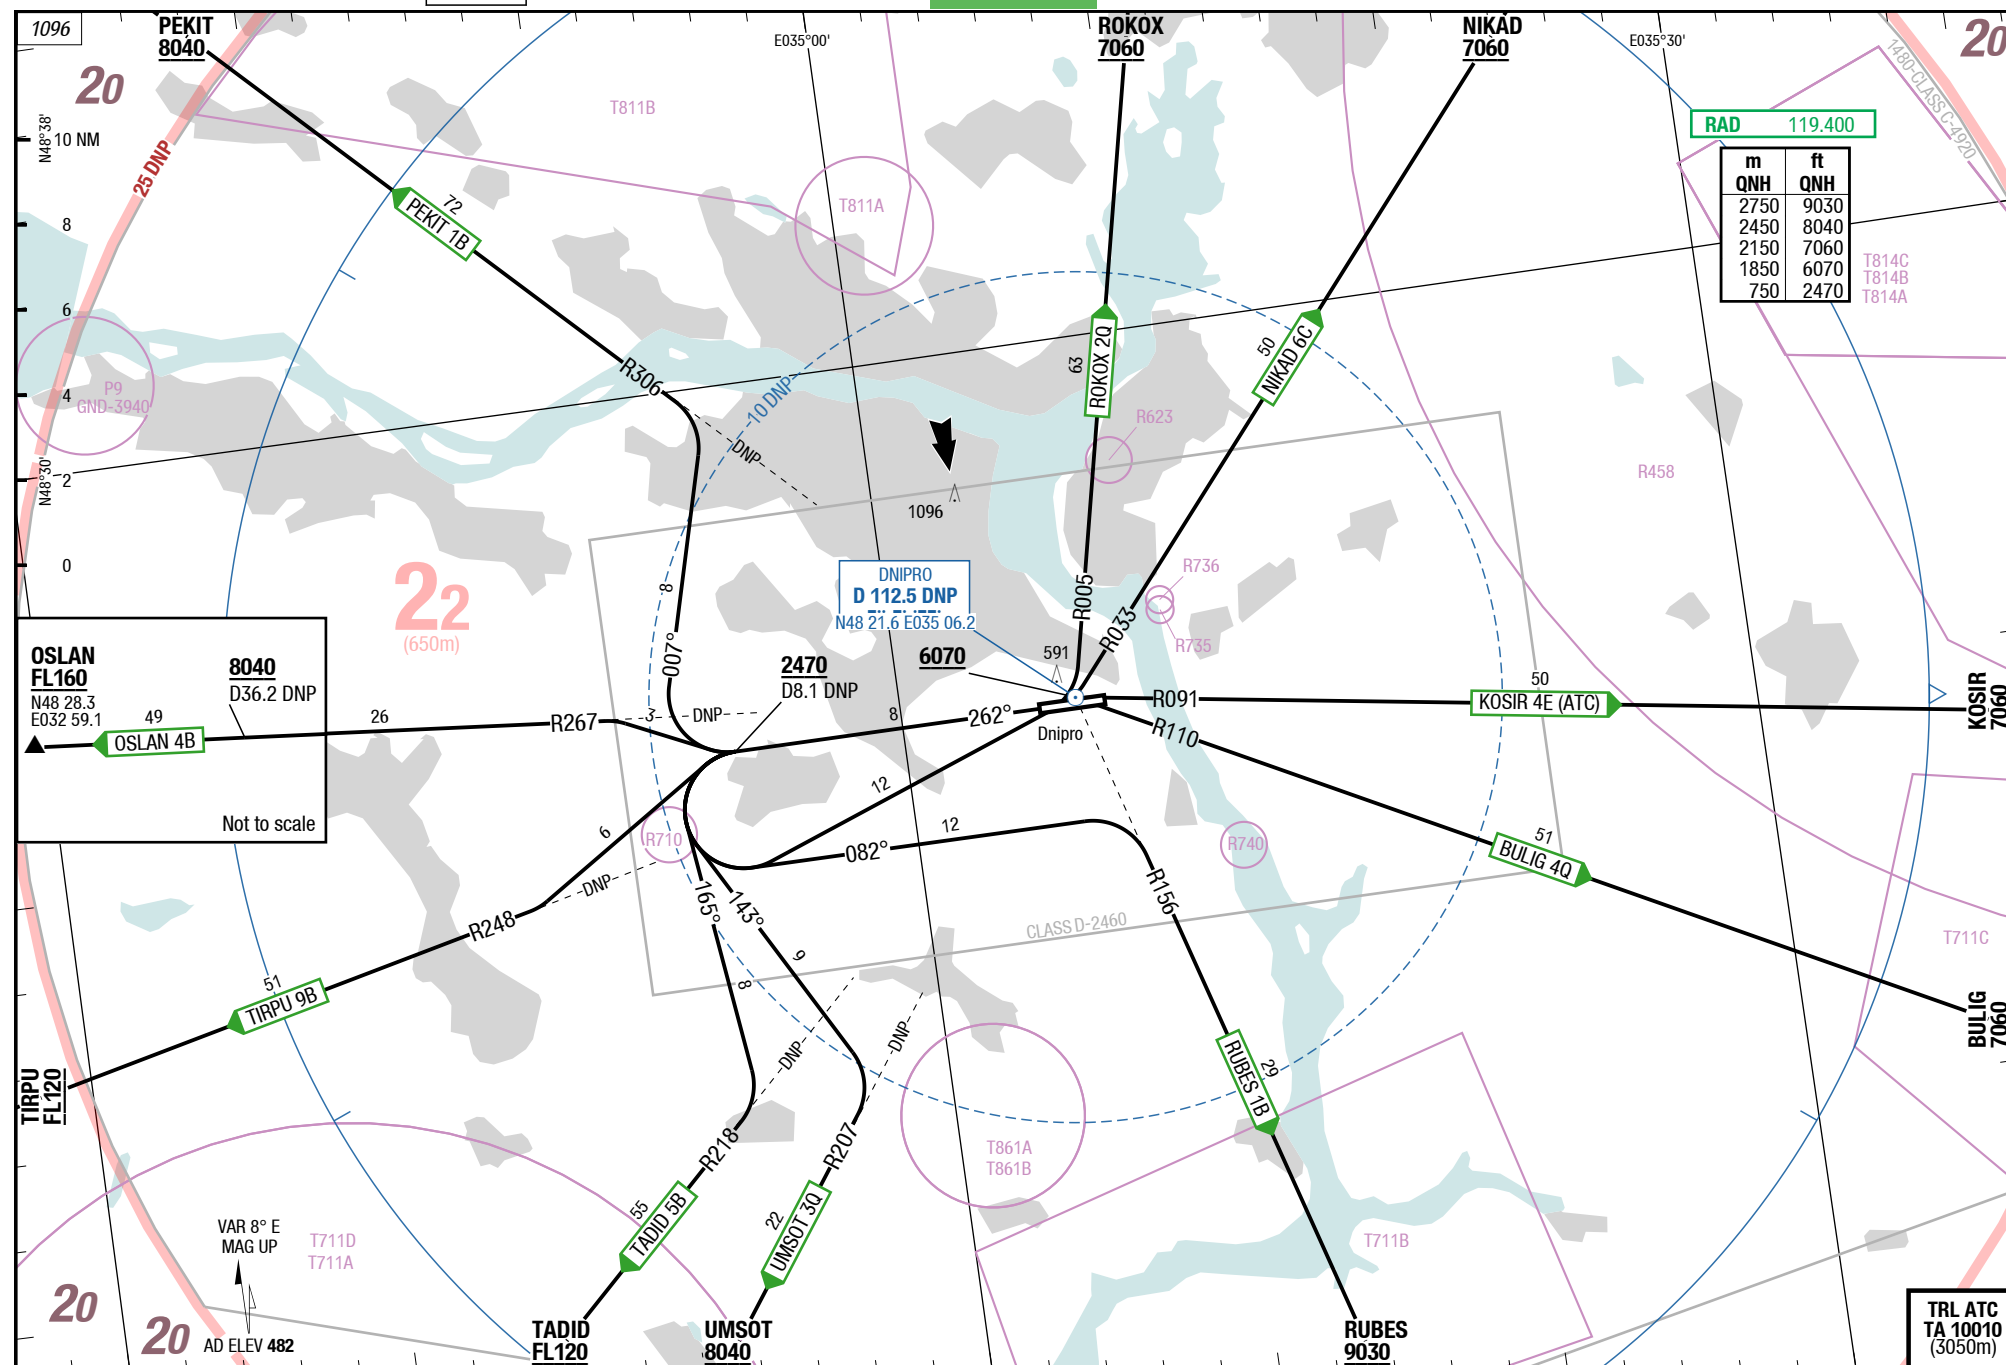 1096
PEKIT
8040
E035°00'
ROKOX
7060
NIKAD
7060
E035°30'
20
20
1480-CLASS C-4920
N48°38'
10 NM
25 DNP
T811B
RAD 119.400
m ft
QNH QNH
2750 9030
2450 8040
2150 7060
1850 6070
750 2470
72
PEKIT 1B
T811A
8
T814C
T814B
T814A
6
P9
GND-3940
4
R306
10 DNP
63
ROKOX 2Q
50
NIKAD 6C
DNP
R623
N48°30'
2
R458
1096
0
22
(650m)
8
DNIPRO
D 112.5 DNP
N48 21.6 E035 06.2
R005
R033
R736
R735
007°
OSLAN
FL160
N48 28.3
E032 59.1
8040
D36.2 DNP
2470
D8.1 DNP
6070
591
49
OSLAN 4B
26
R267
3
DNP
8
262°
Dnipro
R091
R110
50
KOSIR 4E (ATC)
KOSIR
7060
Not to scale
12
6
R710
082°
12
R740
51
BULIG 4Q
DNP
R248
165°
143°
R156
CLASS D-2460
T711C
9
8
51
TIRPU 9B
BULIG
7060
DNP
DNP
TIRPU
FL120
RUBES 1B
29
R218
R207
T861A
T861B
55
TADID 5B
22
UMSOT 3Q
VAR 8° E
MAG UP
T711D
T711A
T711B
20
20
AD ELEV 482
TADID
FL120
UMSOT
8040
RUBES
9030
TRL ATC
TA 10010
(3050m)